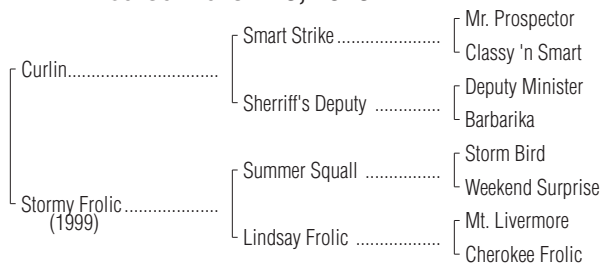 Smart Strike
Mr. Prospector
Classy 'n Smart
Curlin
Sherriff's Deputy
Deputy Minister
Barbarika
Summer Squall
Storm Bird
Weekend Surprise
Stormy Frolic
(1999)
Lindsay Frolic
Mt. Livermore
Cherokee Frolic